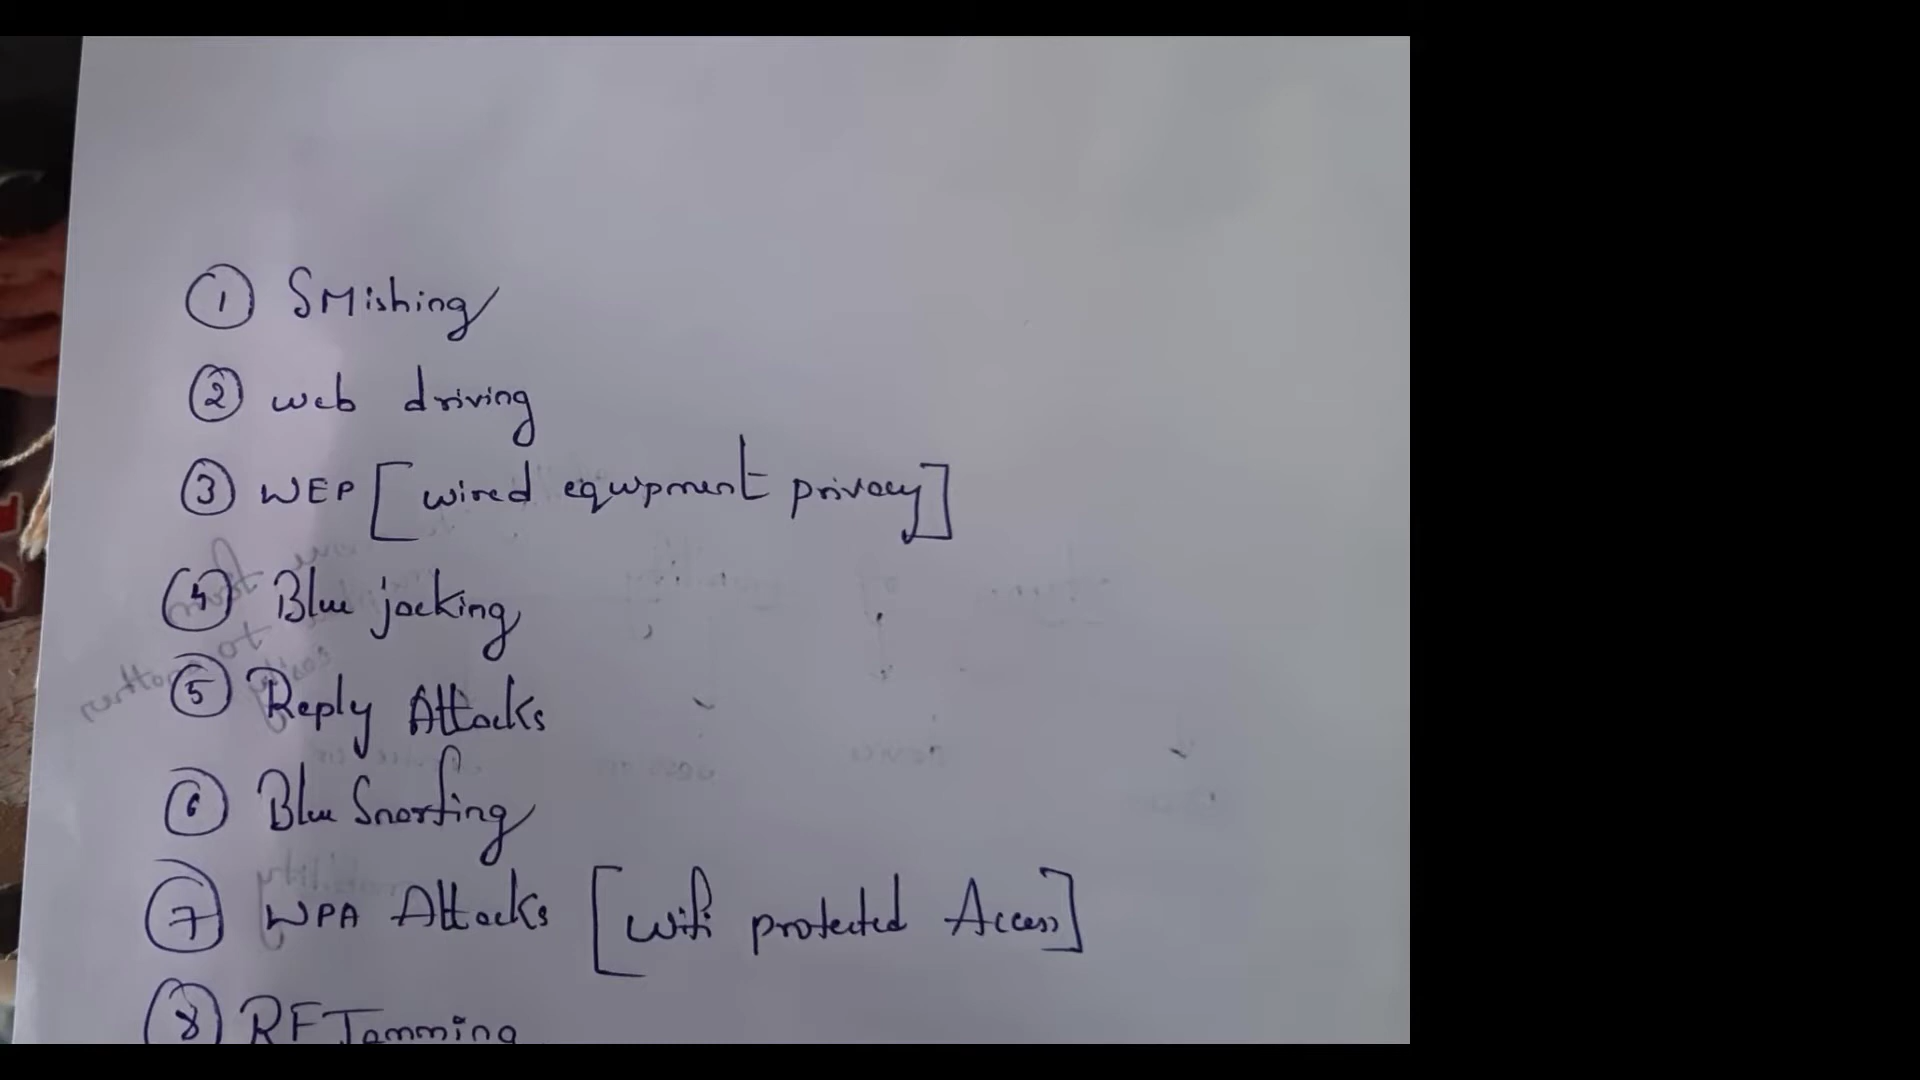 ① SMishing
② web driving
③ WEP [wired equipment privacy]
④ Blue jacking
⑤ Reply Attacks
⑥ Blue Snorfing
⑦ WPA Attacks [Wifi protected Access]
⑧ RF Jamming